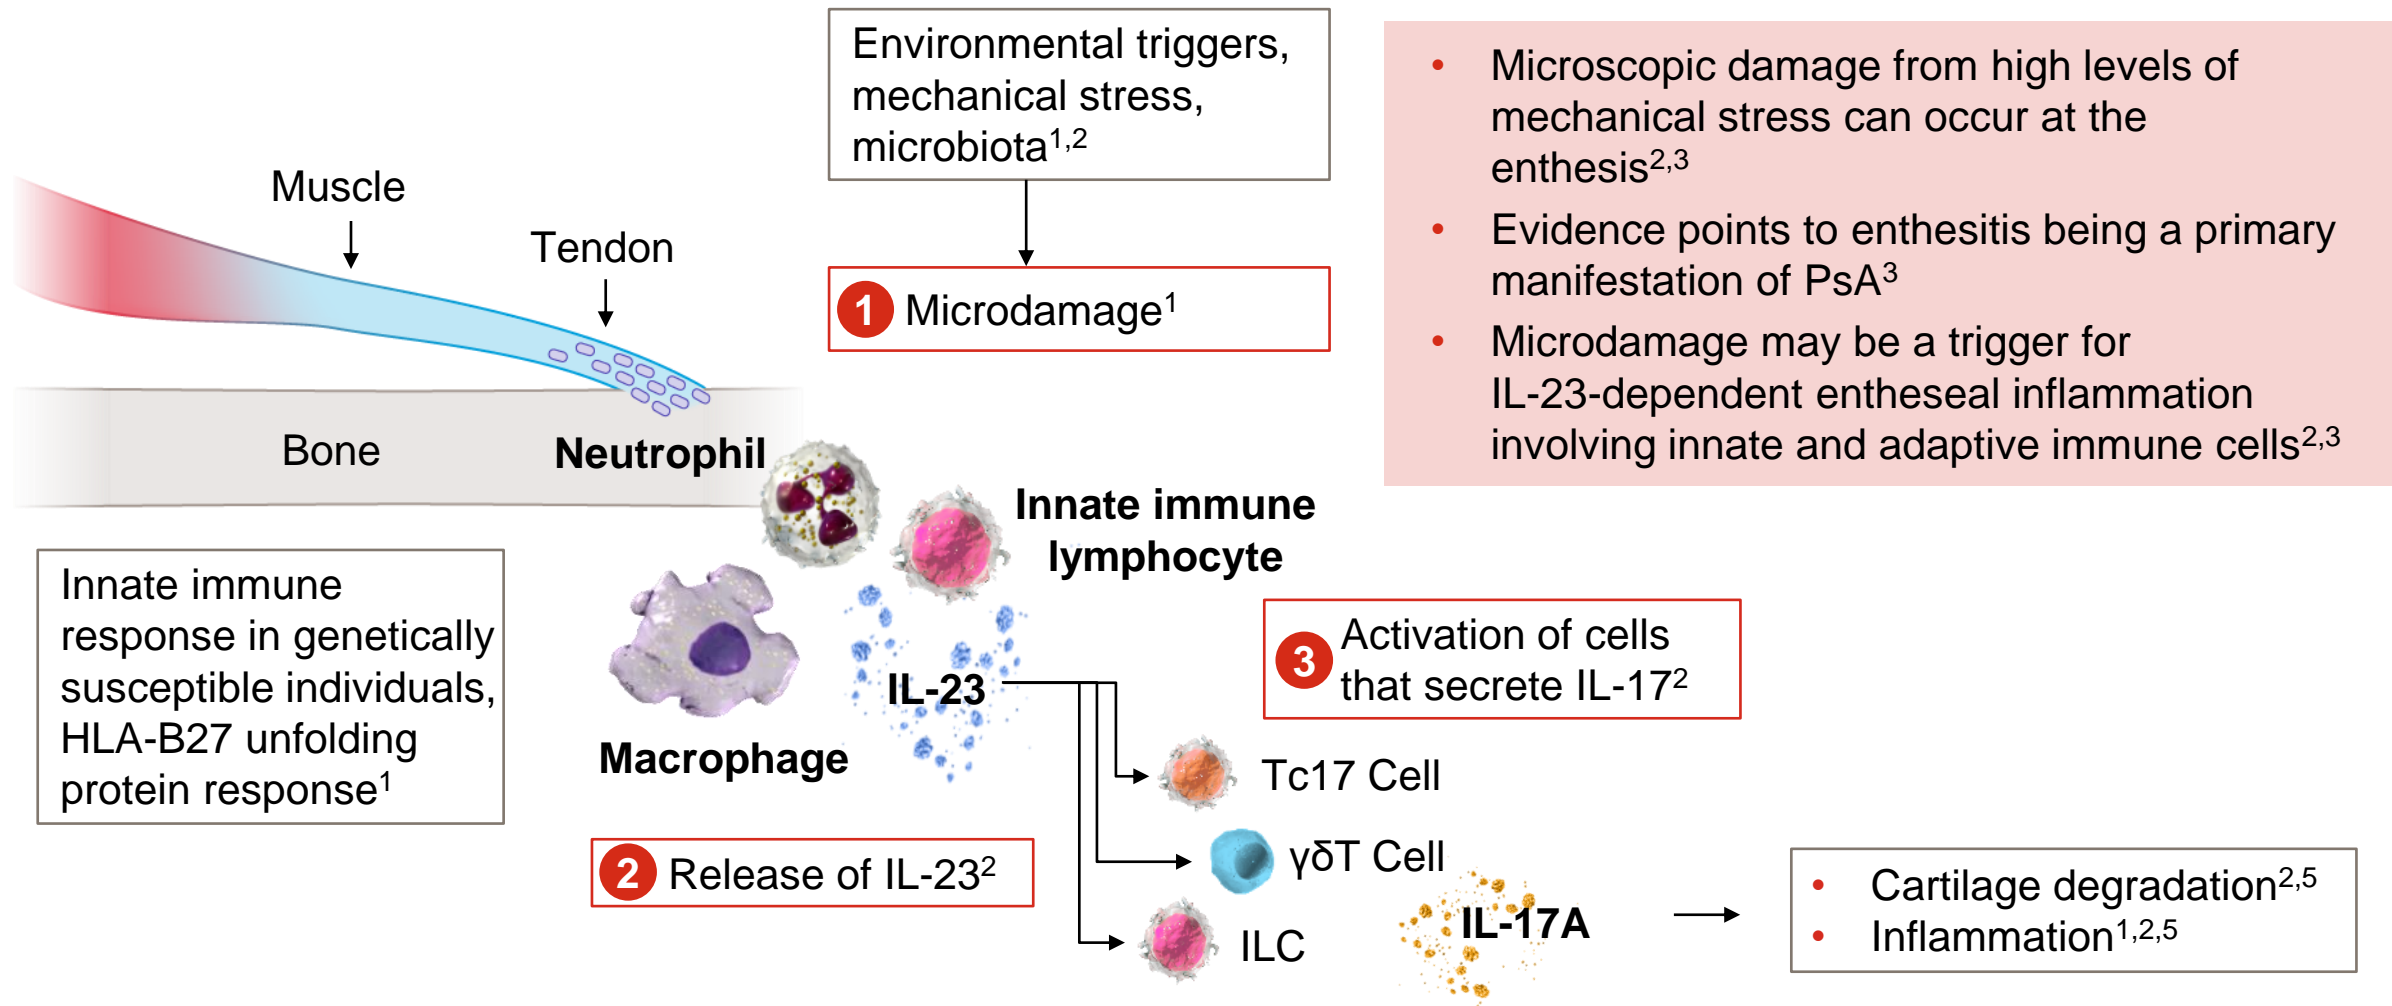 Environmental triggers,
mechanical stress,
microbiota1,2
• Microscopic damage from high levels of
mechanical stress can occur at the
enthesis2,3
• Evidence points to enthesitis being a primary
manifestation of PsA3
• Microdamage may be a trigger for
IL-23-dependent entheseal inflammation
involving innate and adaptive immune cells2,3
Muscle
Tendon
1 Microdamage1
Bone
Neutrophil
Innate immune
lymphocyte
Innate immune
response in genetically
susceptible individuals,
HLA-B27 unfolding
protein response1
IL-23
Macrophage
3 Activation of cells
that secrete IL-172
2 Release of IL-232
Tc17 Cell
γδT Cell
ILC
IL-17A
• Cartilage degradation2,5
• Inflammation1,2,5